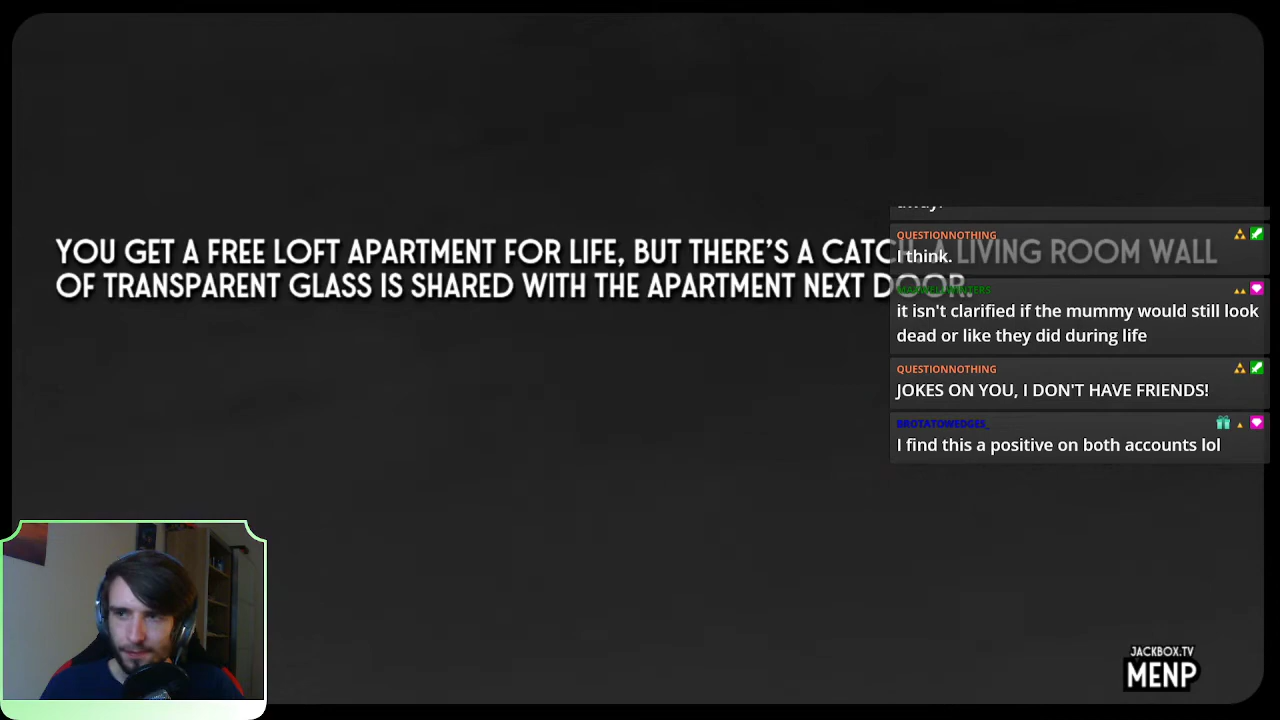 YOU GET A FREE LOFT APARTMENT FOR LIFE, BUT THERE'S A CATCH: A LIVING ROOM WALL
OF TRANSPARENT GLASS IS SHARED WITH THE APARTMENT NEXT DOOR.
away.
QUESTIONNOTHING
I think.
it isn't clarified if the mummy would still look
dead or like they did during life
QUESTIONNOTHING
JOKES ON YOU, I DON'T HAVE FRIENDS!
BROTATOWEDGES_
I find this a positive on both accounts lol
JACKBOX.TV
MENP